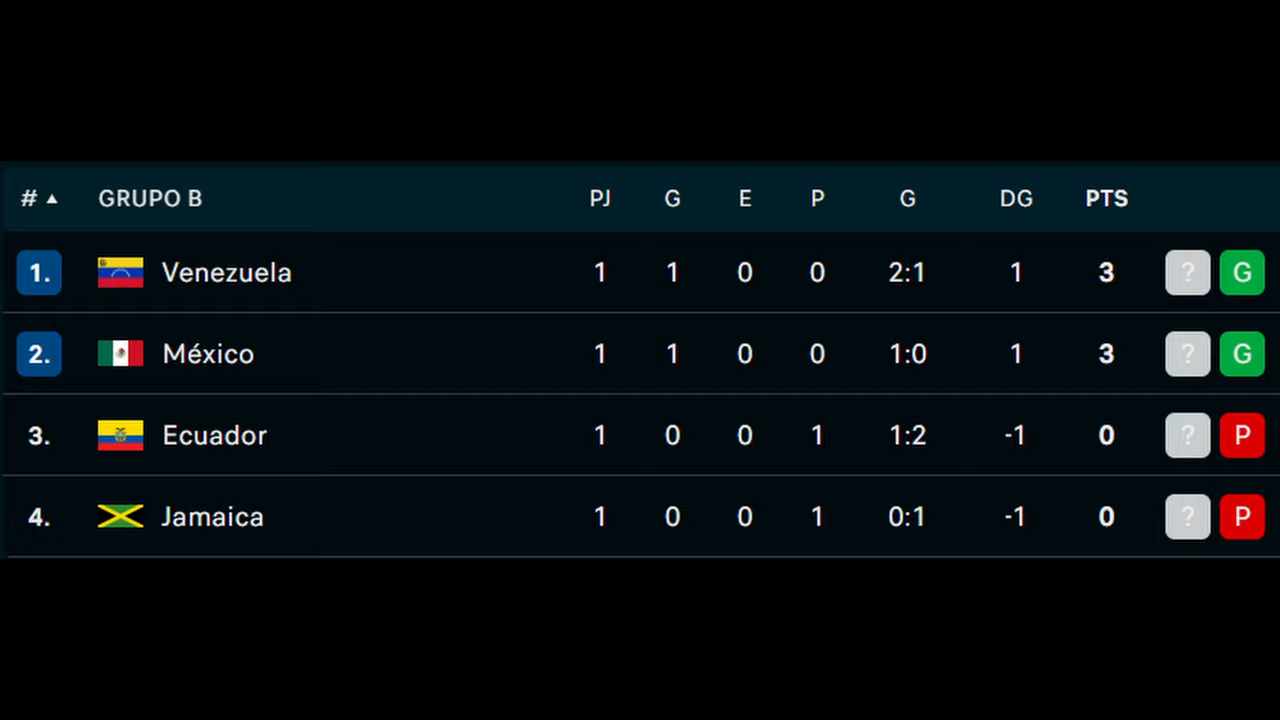 # ▲ GRUPO B PJ G E P G DG PTS
1. Venezuela 1 1 0 0 2:1 1 3 ? G
2. México 1 1 0 0 1:0 1 3 ? G
3. Ecuador 1 0 0 1 1:2 -1 0 ? P
4. Jamaica 1 0 0 1 0:1 -1 0 ? P